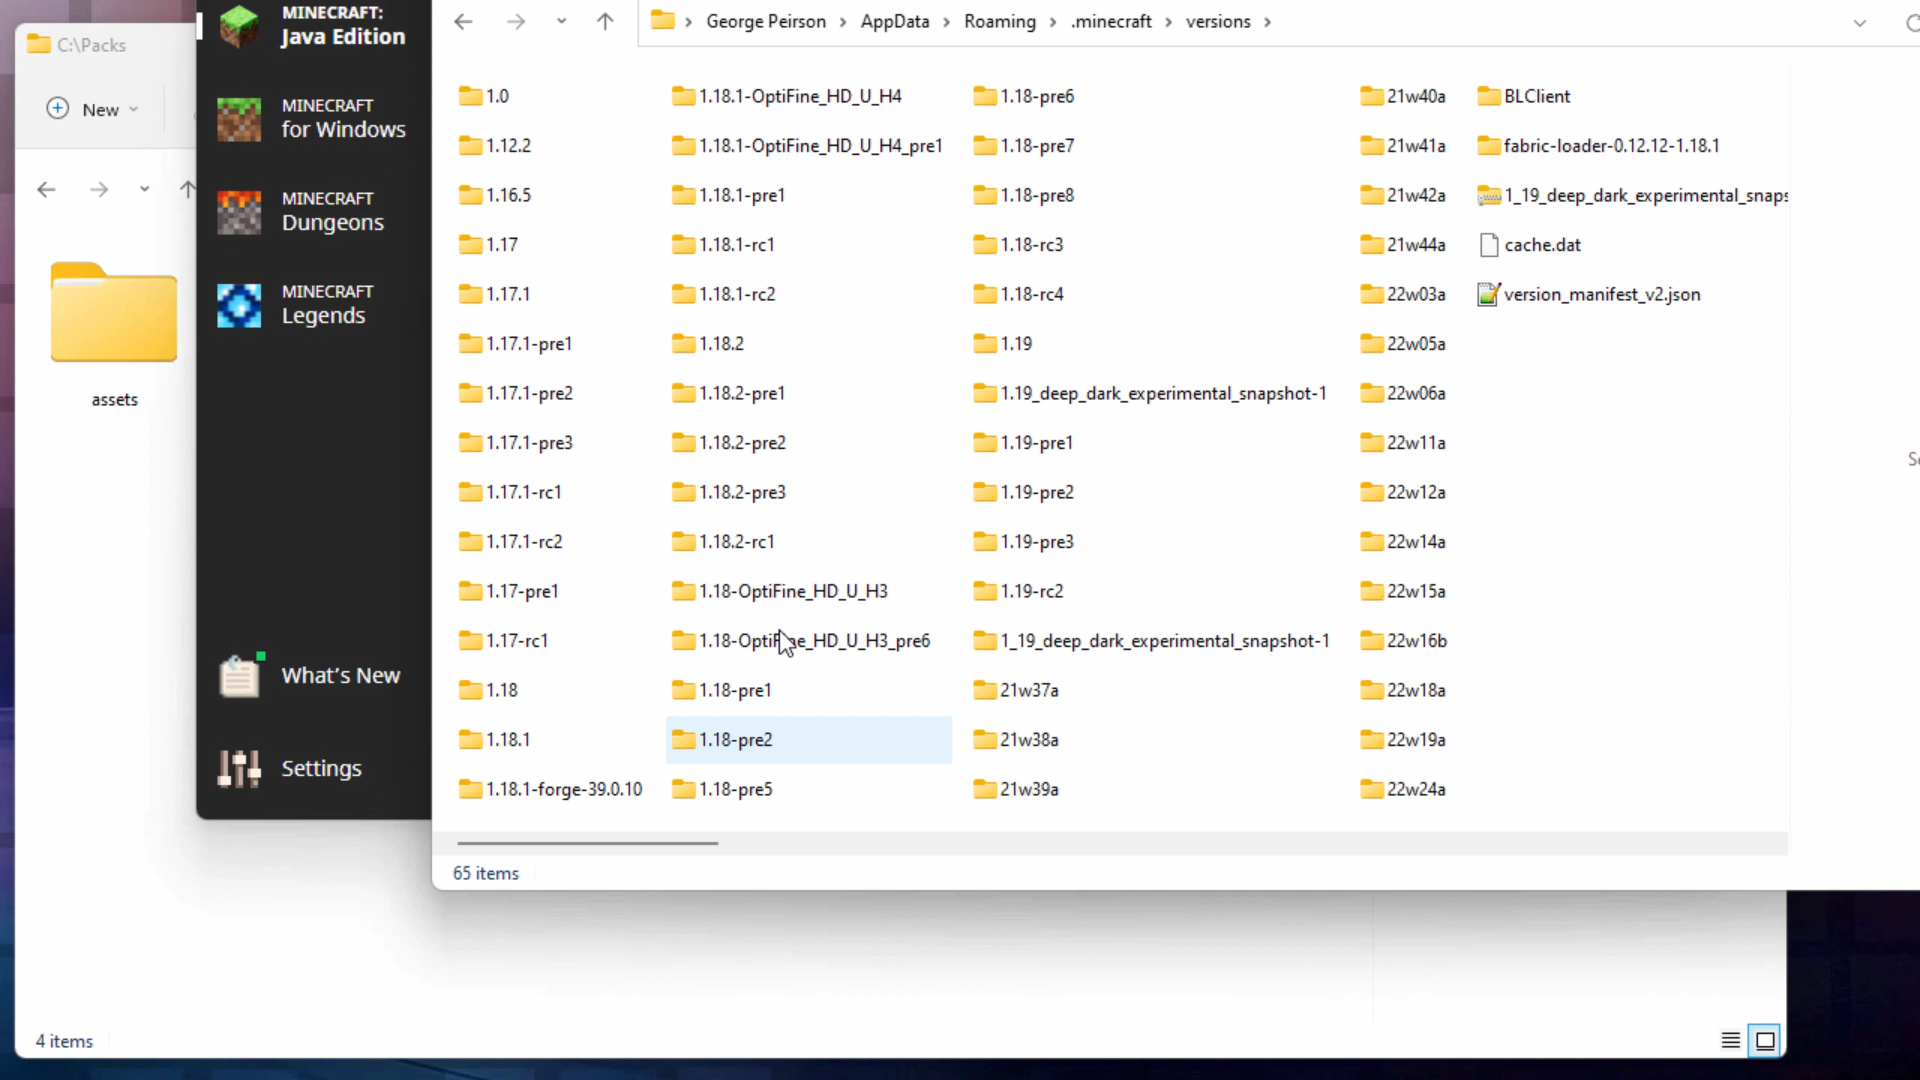 C:\Packs
New
assets
4 items
MINECRAFT:
Java Edition
MINECRAFT
for Windows
MINECRAFT
Dungeons
MINECRAFT
Legends
What's New
Settings
George Peirson
AppData
Roaming
.minecraft
versions
1.0
1.12.2
1.16.5
1.17
1.17.1
1.17.1-pre1
1.17.1-pre2
1.17.1-pre3
1.17.1-rc1
1.17.1-rc2
1.17-pre1
1.17-rc1
1.18
1.18.1
1.18.1-forge-39.0.10
1.18.1-OptiFine_HD_U_H4
1.18.1-OptiFine_HD_U_H4_pre1
1.18.1-pre1
1.18.1-rc1
1.18.1-rc2
1.18.2
1.18.2-pre1
1.18.2-pre2
1.18.2-pre3
1.18.2-rc1
1.18-OptiFine_HD_U_H3
1.18-OptiFine_HD_U_H3_pre6
1.18-pre1
1.18-pre2
1.18-pre5
1.18-pre6
1.18-pre7
1.18-pre8
1.18-rc3
1.18-rc4
1.19
1.19_deep_dark_experimental_snapshot-1
1.19-pre1
1.19-pre2
1.19-pre3
1.19-rc2
1_19_deep_dark_experimental_snapshot-1
21w37a
21w38a
21w39a
21w40a
21w41a
21w42a
21w44a
22w03a
22w05a
22w06a
22w11a
22w12a
22w14a
22w15a
22w16b
22w18a
22w19a
22w24a
BLClient
fabric-loader-0.12.12-1.18.1
1_19_deep_dark_experimental_snaps
cache.dat
version_manifest_v2.json
65 items